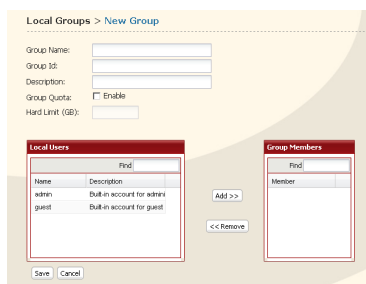 Local Groups > New Group
Group Name:
Group Id:
Description:
Group Quota: Enable
Hard Limit (GB):
Local Users
Find
Name Description
admin Built-in account for admini
guest Built-in account for guest
Add >>
<< Remove
Group Members
Find
Member
Save Cancel